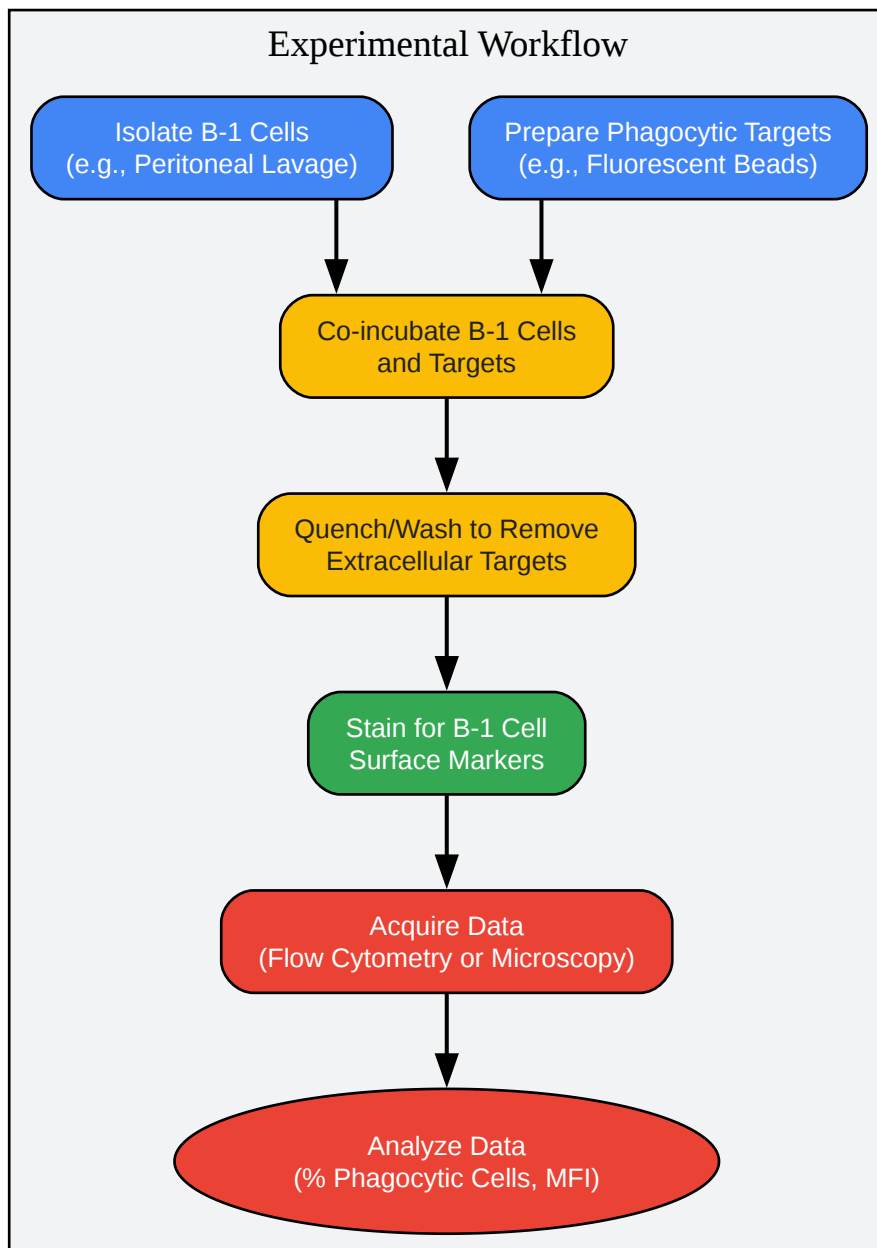 Experimental Workflow
Isolate B-1 Cells
(e.g., Peritoneal Lavage)
Prepare Phagocytic Targets
(e.g., Fluorescent Beads)
Co-incubate B-1 Cells
and Targets
Quench/Wash to Remove
Extracellular Targets
Stain for B-1 Cell
Surface Markers
Acquire Data
(Flow Cytometry or Microscopy)
Analyze Data
(% Phagocytic Cells, MFI)